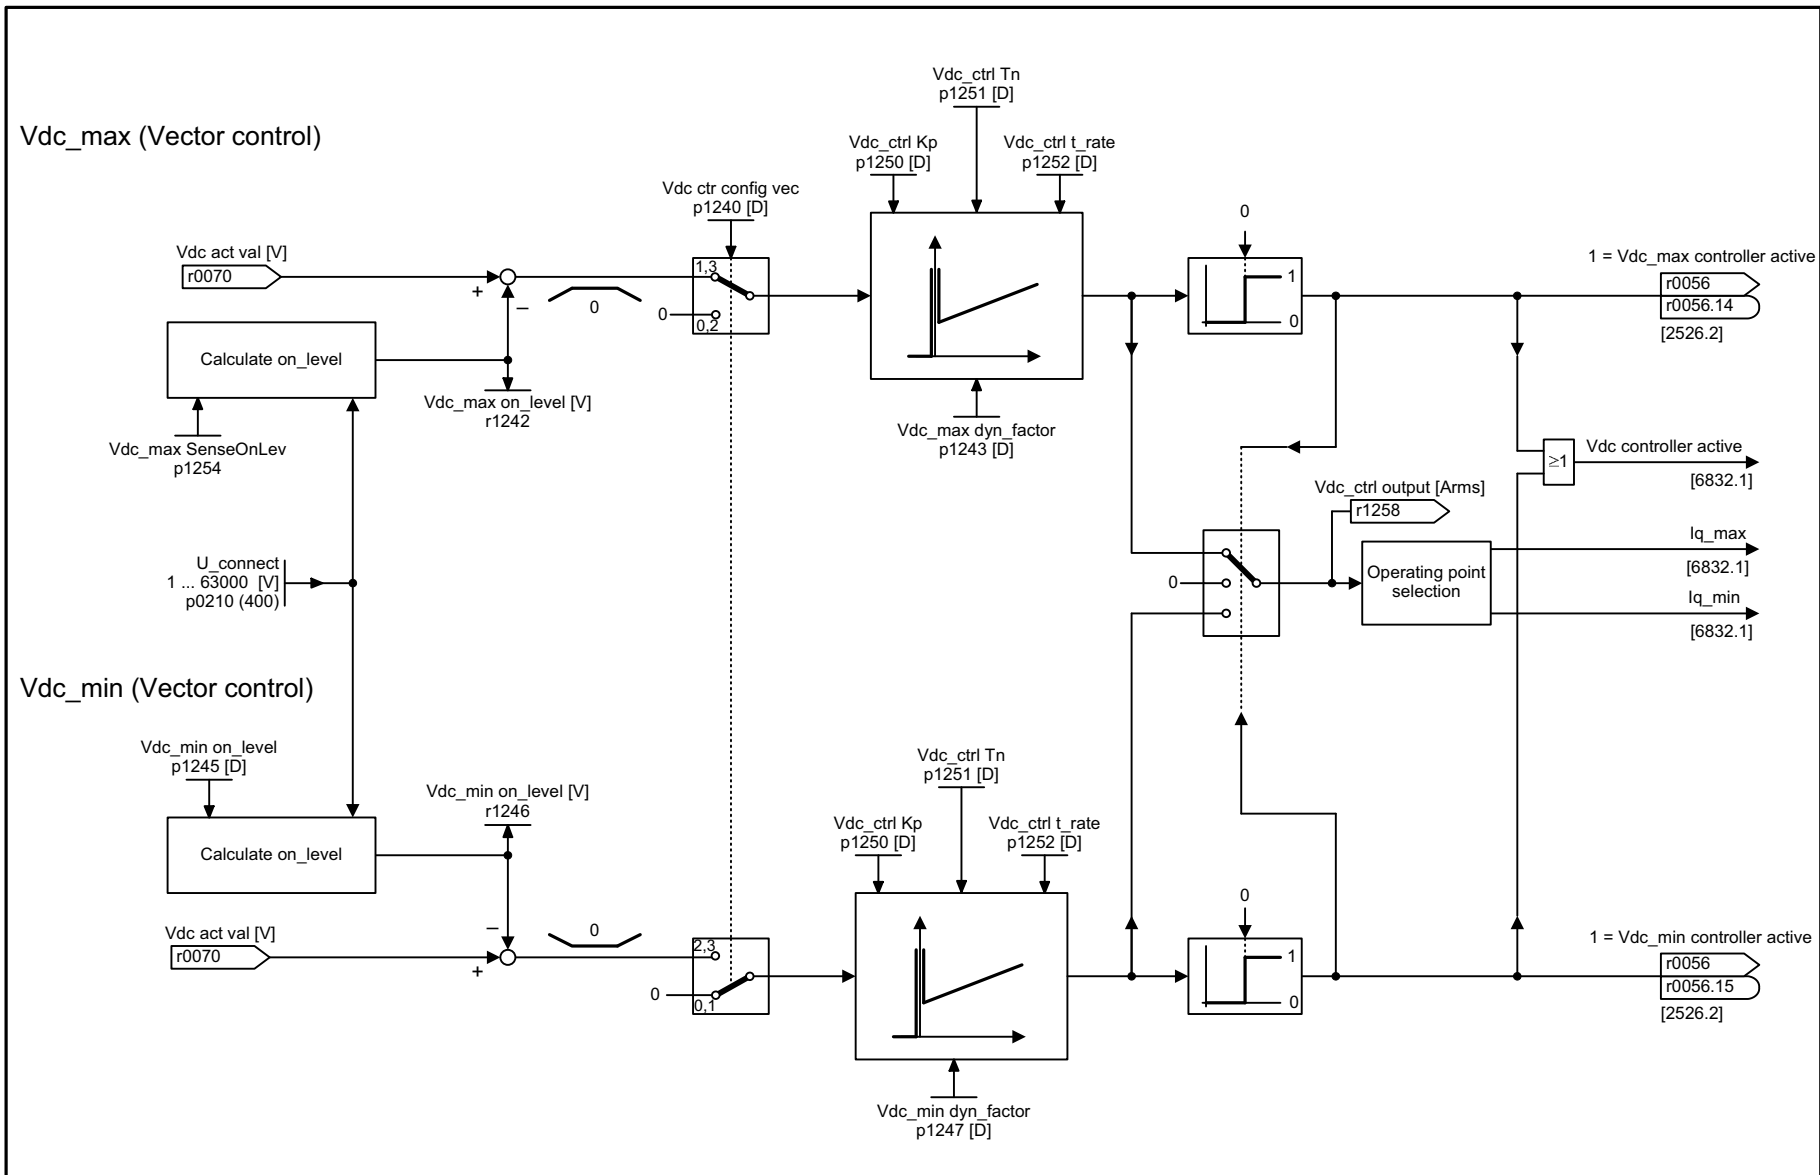 Vdc_max (Vector control)
Vdc_ctrl Tn
p1251 [D]
Vdc_ctrl Kp
p1250 [D]
Vdc_ctrl t_rate
p1252 [D]
Vdc ctr config vec
p1240 [D]
Vdc act val [V]
r0070
+
–
0
1,3
0
0,2
0
1
0
1 = Vdc_max controller active
r0056
r0056.14
[2526.2]
Calculate on_level
Vdc_max on_level [V]
r1242
Vdc_max SenseOnLev
p1254
Vdc_max dyn_factor
p1243 [D]
≥1
Vdc controller active
[6832.1]
Vdc_ctrl output [Arms]
r1258
U_connect
1 ... 63000 [V]
p0210 (400)
0
Operating point
selection
Iq_max
[6832.1]
Iq_min
[6832.1]
Vdc_min (Vector control)
Vdc_min on_level
p1245 [D]
Vdc_min on_level [V]
r1246
Vdc_ctrl Tn
p1251 [D]
Vdc_ctrl Kp
p1250 [D]
Vdc_ctrl t_rate
p1252 [D]
Calculate on_level
Vdc act val [V]
r0070
+
–
0
2,3
0
0,1
0
1
0
1 = Vdc_min controller active
r0056
r0056.15
[2526.2]
Vdc_min dyn_factor
p1247 [D]